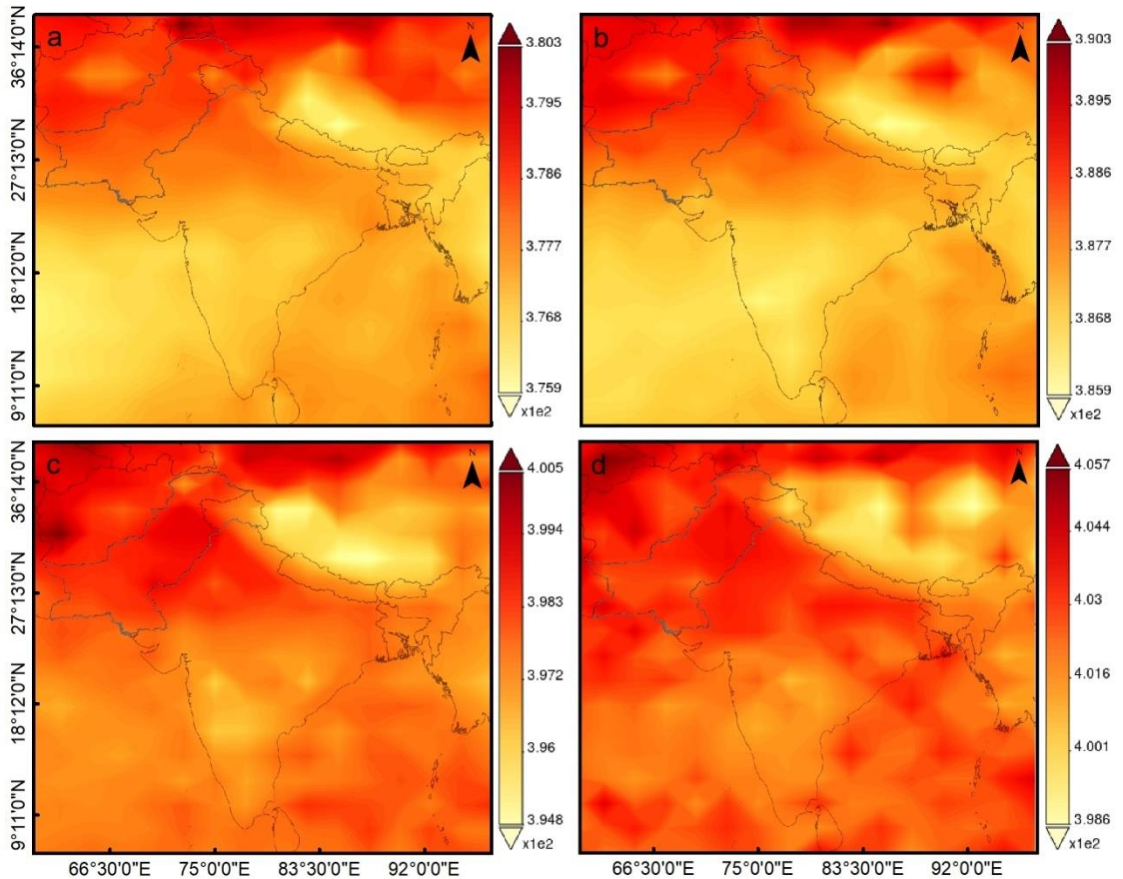 a
N
36°14'0"N
27°13'0"N
18°12'0"N
9°11'0"N
3.803
3.795
3.786
3.777
3.768
3.759
x1e2
b
N
3.903
3.895
3.886
3.877
3.868
3.859
x1e2
c
N
36°14'0"N
27°13'0"N
18°12'0"N
9°11'0"N
4.005
3.994
3.983
3.972
3.96
3.948
x1e2
d
N
4.057
4.044
4.03
4.016
4.001
3.986
x1e2
66°30'0"E 75°0'0"E 83°30'0"E 92°0'0"E
66°30'0"E 75°0'0"E 83°30'0"E 92°0'0"E